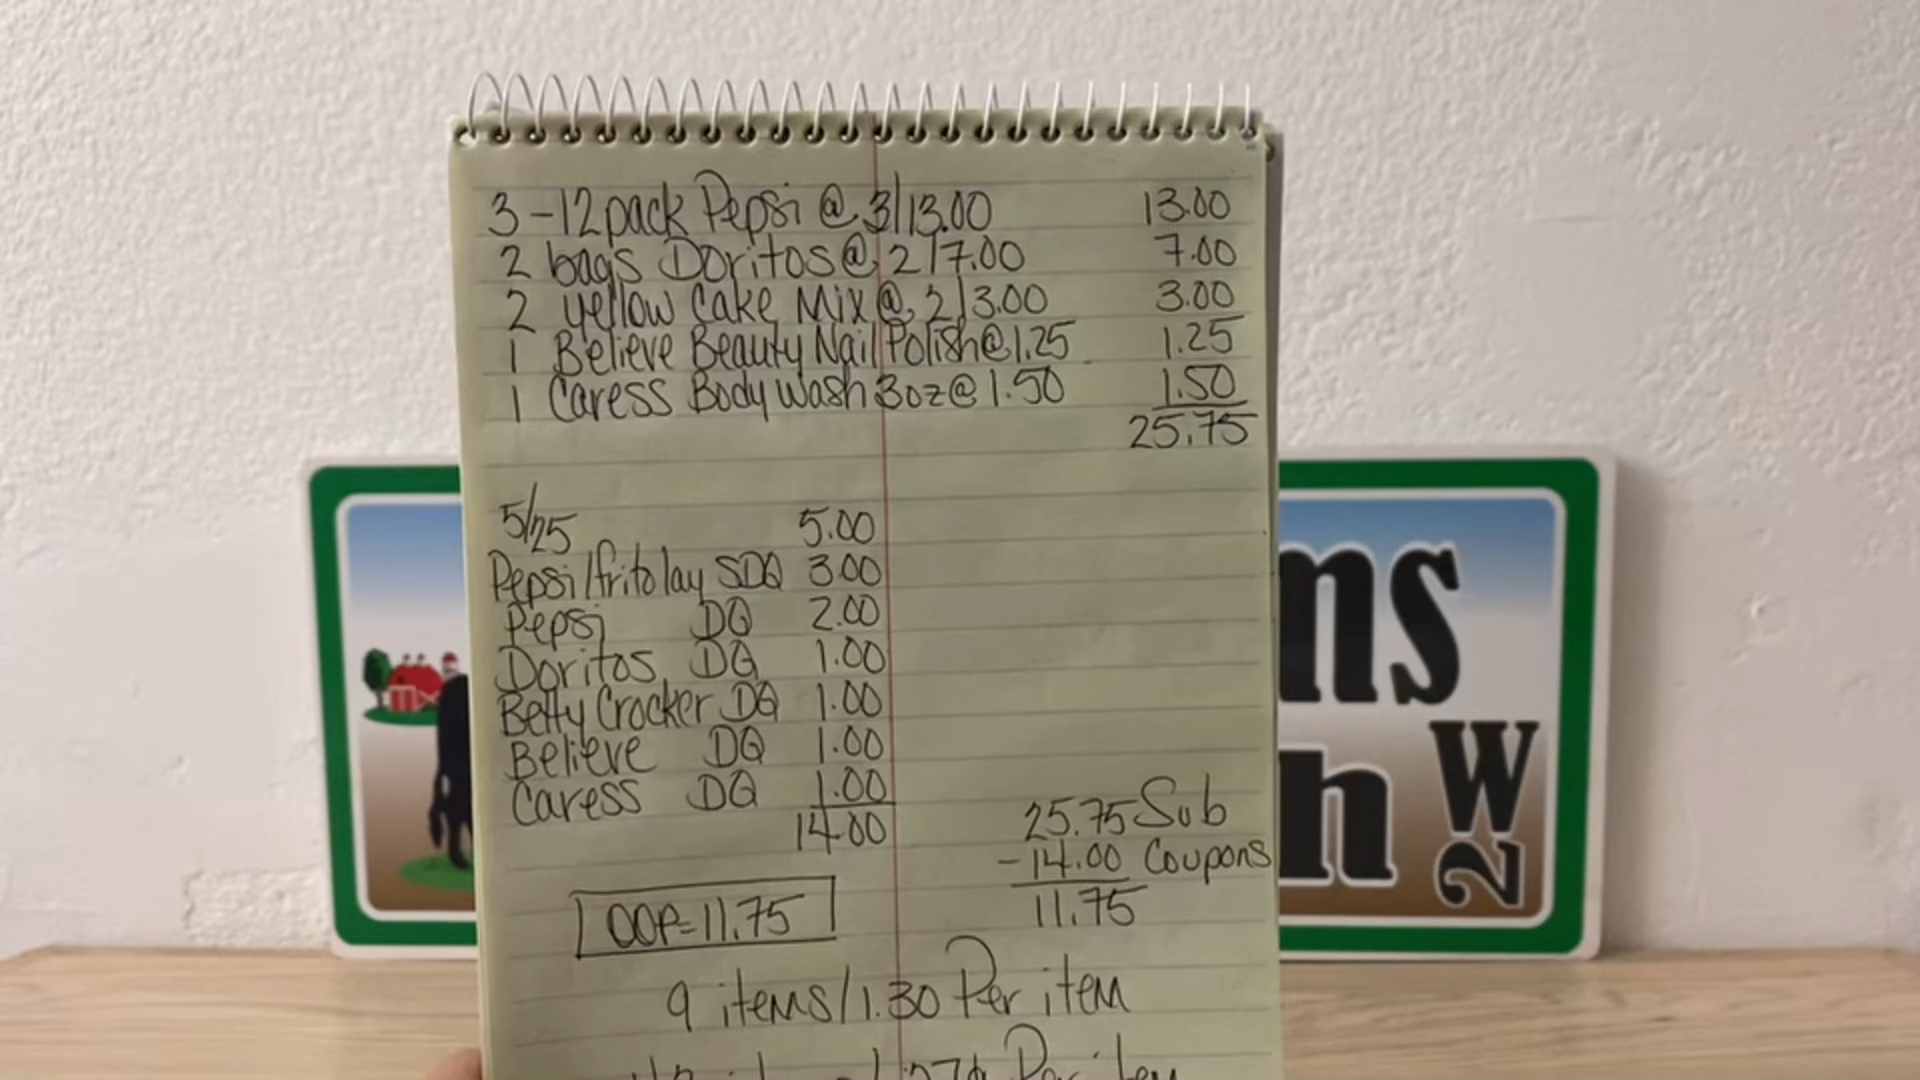 3-12pack Pepsi @ 3/13.00 13.00
2 bags Doritos @ 2/7.00 7.00
2 yellow Cake Mix @ 2/3.00 3.00
1 Believe Beauty Nail Polish @ 1.25 1.25
1 Caress Body Wash 3oz @ 1.50 1.50
25.75
5/25 5.00
Pepsi/frito lay SDQ 3.00
Pepsi DQ 2.00
Doritos DQ 1.00
Betty Crocker DQ 1.00
Believe DQ 1.00
Caress DQ 1.00
14.00
25.75 Sub
-14.00 Coupons
11.75
OOP=11.75
9 items/1.30 Per item
Per item
ms
h
W
2